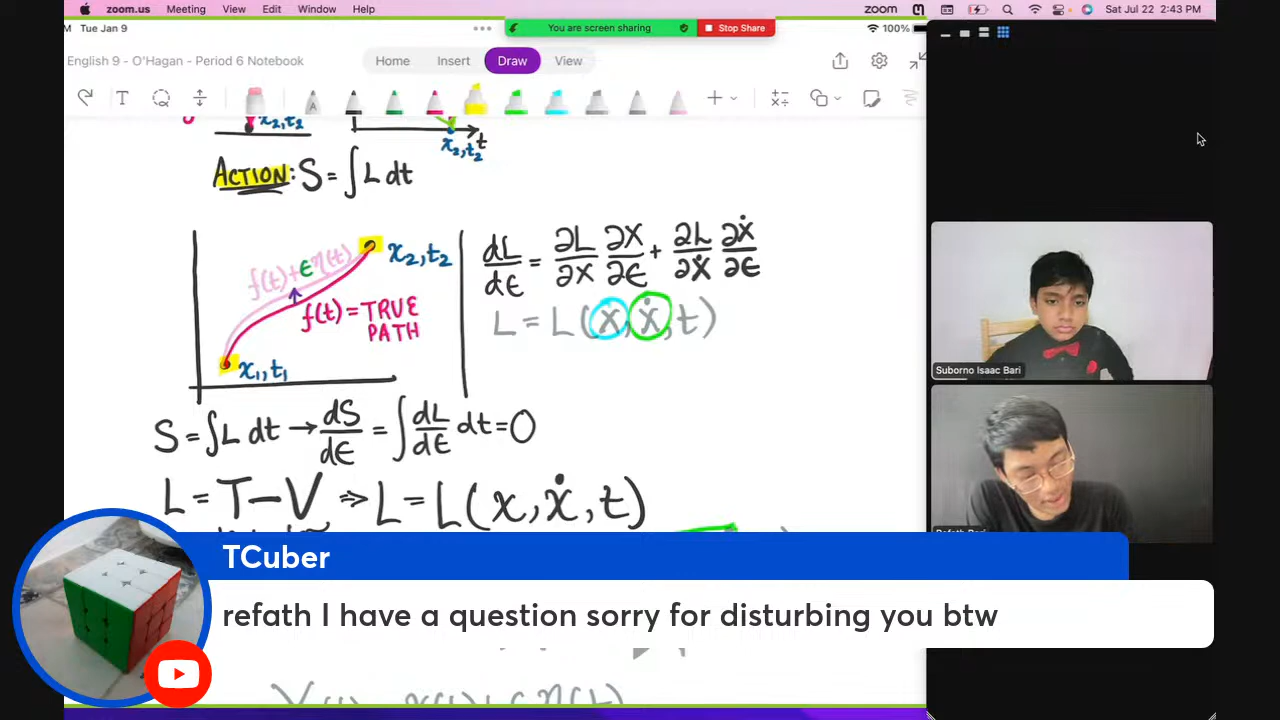 zoom.us Meeting View Edit Window Help
zoom
Sat Jul 22 2:43 PM
M Tue Jan 9
You are screen sharing
Stop Share
100%
English 9 - O'Hagan - Period 6 Notebook
Home Insert Draw View
T
A
x₂,t₂
t
x₂,t₂
ACTION: S = ∫ L dt
f(t)+εη(t)
x₂,t₂
f(t)=TRUE
PATH
x₁,t₁
dL/dε = ∂L/∂x ∂x/∂ε + ∂L/∂ẋ ∂ẋ/∂ε
L = L(x,ẋ,t)
S = ∫L dt → dS/dε = ∫ dL/dε dt = 0
L = T-V ⇒ L = L(x,ẋ,t)
Suborno Isaac Bari
TCuber
refath I have a question sorry for disturbing you btw